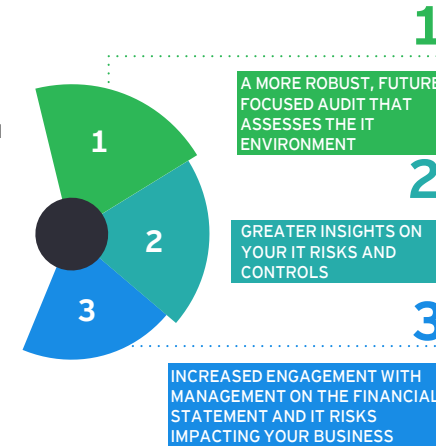 1
A MORE ROBUST, FUTURE
FOCUSED AUDIT THAT
ASSESSES THE IT
ENVIRONMENT
1
2
GREATER INSIGHTS ON
YOUR IT RISKS AND
CONTROLS
2
3
3
INCREASED ENGAGEMENT WITH
MANAGEMENT ON THE FINANCIAL
STATEMENT AND IT RISKS
IMPACTING YOUR BUSINESS